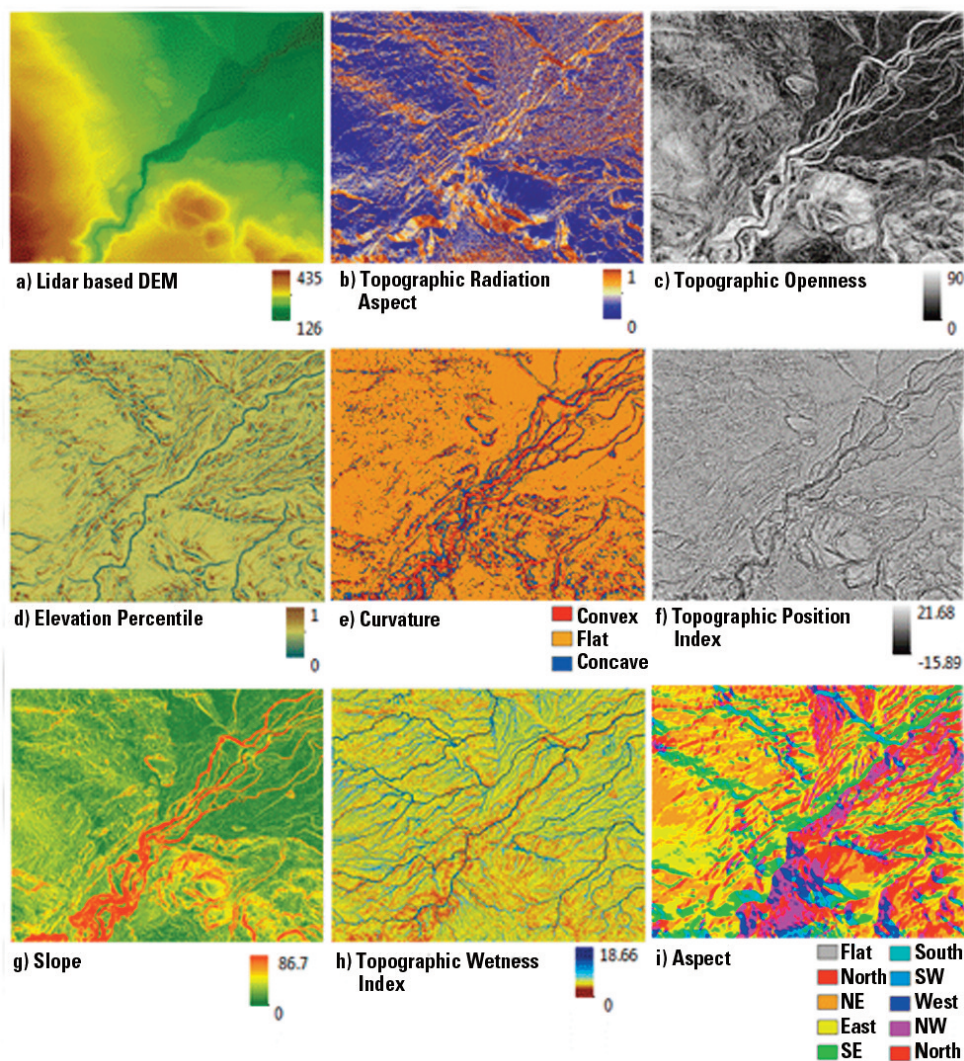 a) Lidar based DEM
435
126
b) Topographic Radiation
Aspect
1
0
c) Topographic Openness
90
0
d) Elevation Percentile
1
0
e) Curvature
Convex
Flat
Concave
f) Topographic Position
Index
21.68
-15.89
g) Slope
86.7
0
h) Topographic Wetness
Index
18.66
0
i) Aspect
Flat
North
NE
East
SE
South
SW
West
NW
North